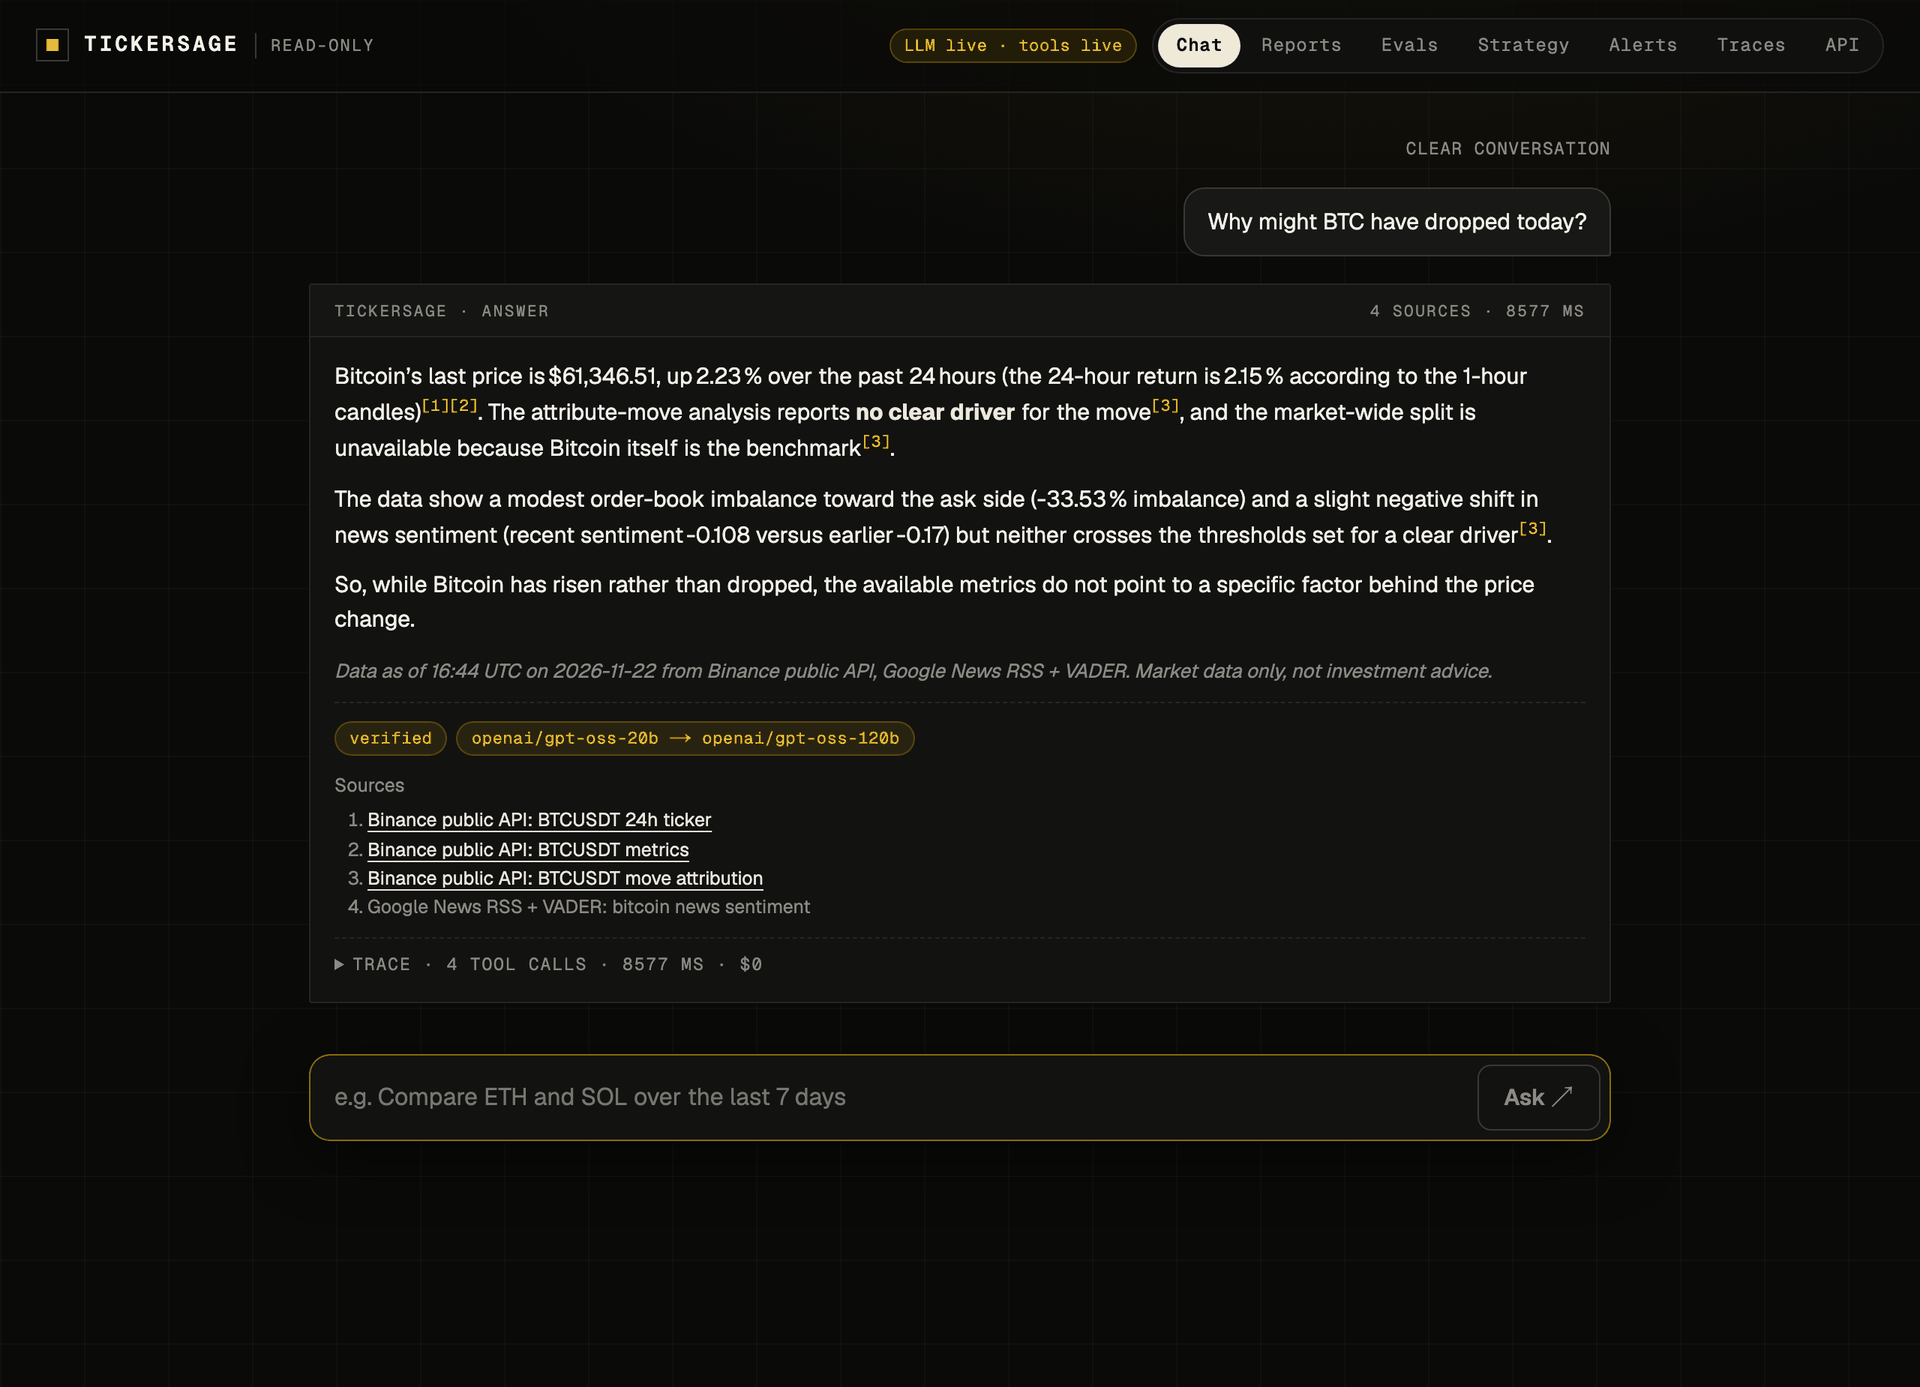 TICKERSAGE READ-ONLY
LLM live · tools live
Chat Reports Evals Strategy Alerts Traces API
CLEAR CONVERSATION
Why might BTC have dropped today?
TICKERSAGE · ANSWER 4 SOURCES · 8577 MS
Bitcoin’s last price is $61,346.51, up 2.23 % over the past 24 hours (the 24-hour return is 2.15 % according to the 1-hour
candles)[1][2]. The attribute-move analysis reports no clear driver for the move[3], and the market-wide split is
unavailable because Bitcoin itself is the benchmark[3].
The data show a modest order-book imbalance toward the ask side (-33.53 % imbalance) and a slight negative shift in
news sentiment (recent sentiment -0.108 versus earlier -0.17) but neither crosses the thresholds set for a clear driver[3].
So, while Bitcoin has risen rather than dropped, the available metrics do not point to a specific factor behind the price
change.
Data as of 16:44 UTC on 2026-11-22 from Binance public API, Google News RSS + VADER. Market data only, not investment advice.
verified openai/gpt-oss-20b → openai/gpt-oss-120b
Sources
1. Binance public API: BTCUSDT 24h ticker
2. Binance public API: BTCUSDT metrics
3. Binance public API: BTCUSDT move attribution
4. Google News RSS + VADER: bitcoin news sentiment
▶ TRACE · 4 TOOL CALLS · 8577 MS · $0
e.g. Compare ETH and SOL over the last 7 days
Ask ↗